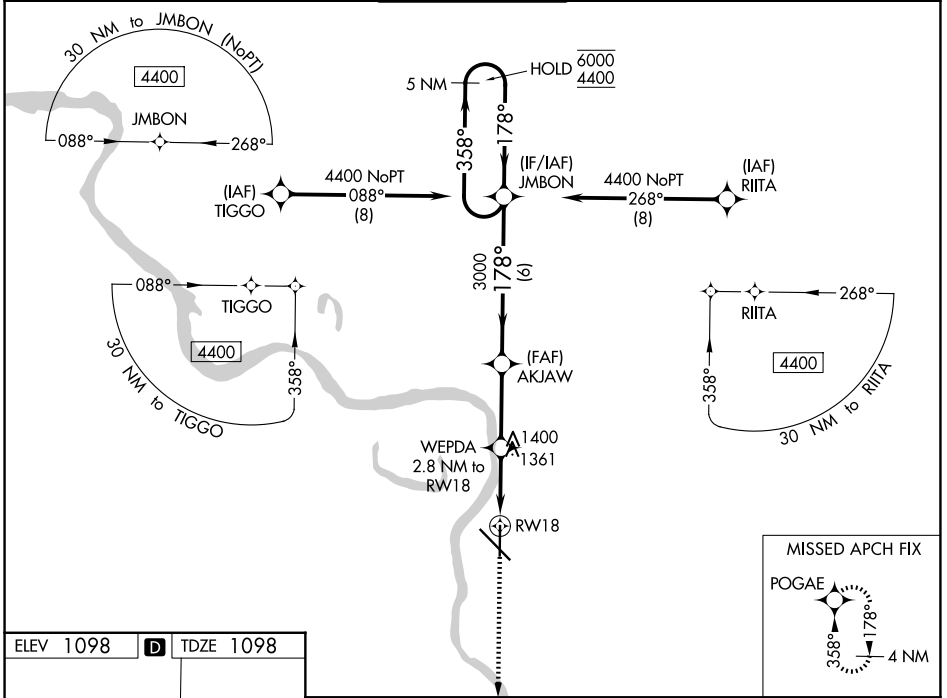 30 NM to JMBON (NoPT)
4400
JMBON
088°
268°
5 NM
HOLD
6000
4400
358°
178°
(IAF)
TIGGO
4400 NoPT
088°
(8)
(IF/IAF)
JMBON
4400 NoPT
268°
(8)
(IAF)
RIITA
3000
178°
(6)
088°
TIGGO
4400
358°
30 NM to TIGGO
RIITA
268°
4400
358°
30 NM to RIITA
(FAF)
AKJAW
WEPDA
2.8 NM to
RW18
1400
1361
RW18
MISSED APCH FIX
POGAE
358°
178°
4 NM
ELEV 1098 D TDZE 1098